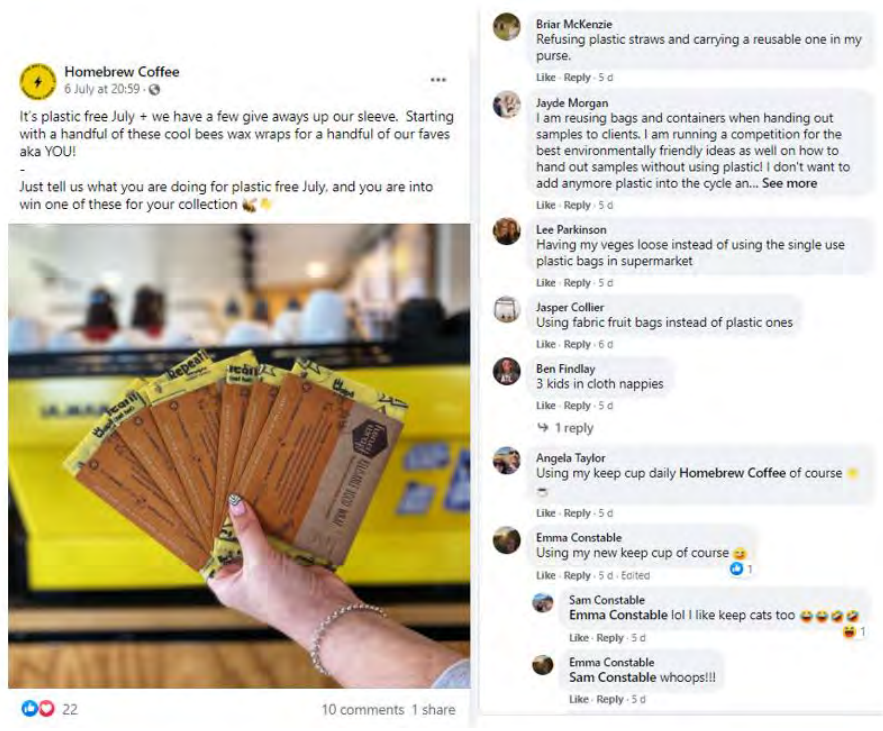 Homebrew Coffee
6 July at 20:59 ·
It's plastic free July + we have a few give aways up our sleeve. Starting
with a handful of these cool bees wax wraps for a handful of our faves
aka YOU!
-
Just tell us what you are doing for plastic free July, and you are into
win one of these for your collection
Repeat!
22
10 comments 1 share
Briar McKenzie
Refusing plastic straws and carrying a reusable one in my
purse.
Like · Reply · 5 d
Jayde Morgan
I am reusing bags and containers when handing out
samples to clients. I am running a competition for the
best environmentally friendly ideas as well on how to
hand out samples without using plastic! I don't want to
add anymore plastic into the cycle an... See more
Like · Reply · 5 d
Lee Parkinson
Having my veges loose instead of using the single use
plastic bags in supermarket
Like · Reply · 5 d
Jasper Collier
Using fabric fruit bags instead of plastic ones
Like · Reply · 6 d
Ben Findlay
3 kids in cloth nappies
Like · Reply · 5 d
1 reply
Angela Taylor
Using my keep cup daily Homebrew Coffee of course
Like · Reply · 5 d
Emma Constable
Using my new keep cup of course
Like · Reply · 5 d · Edited
1
Sam Constable
Emma Constable lol I like keep cats too
Like · Reply · 5 d
1
Emma Constable
Sam Constable whoops!!!
Like · Reply · 5 d